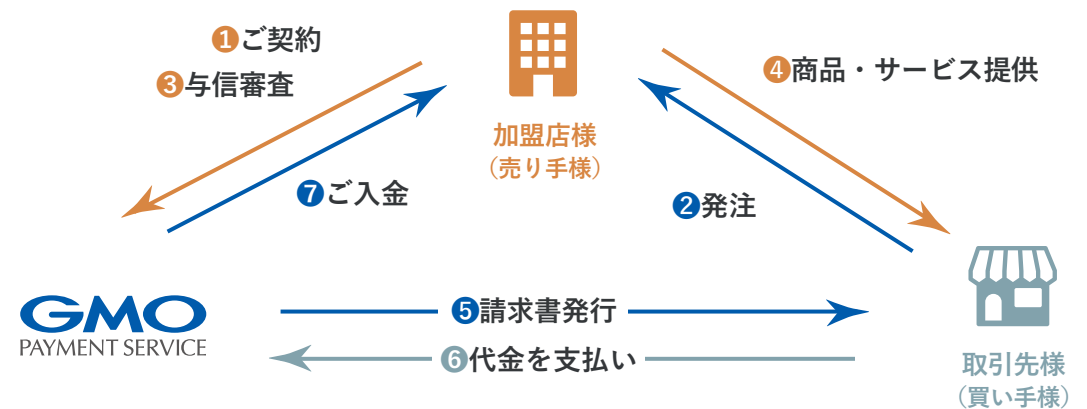 ❶ご契約
❸与信審査
❹商品・サービス提供
加盟店様
（売り手様）
❼ご入金
❷発注
GMO
PAYMENT SERVICE
❺請求書発行
❻代金を支払い
取引先様
（買い手様）